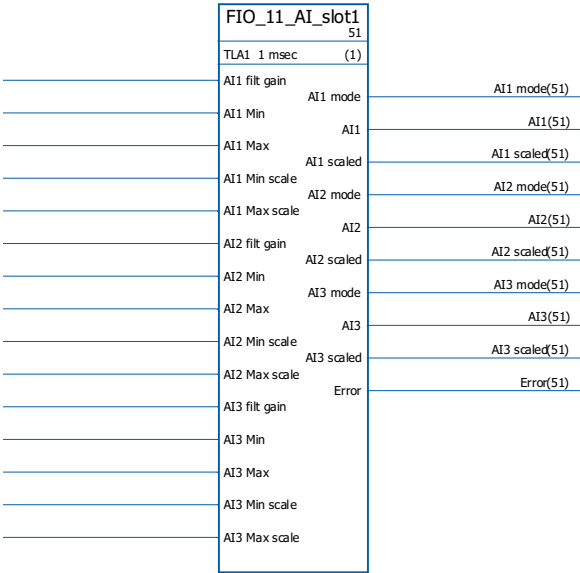 FIO_11_AI_slot1
51
TLA1 1 msec (1)
AI1 filt gain
AI1 mode AI1 mode(51)
AI1 Min
AI1 AI1(51)
AI1 Max
AI1 scaled AI1 scaled(51)
AI1 Min scale
AI2 mode AI2 mode(51)
AI1 Max scale
AI2 AI2(51)
AI2 filt gain
AI2 scaled AI2 scaled(51)
AI2 Min
AI3 mode AI3 mode(51)
AI2 Max
AI3 AI3(51)
AI2 Min scale
AI3 scaled AI3 scaled(51)
AI2 Max scale
Error Error(51)
AI3 filt gain
AI3 Min
AI3 Max
AI3 Min scale
AI3 Max scale